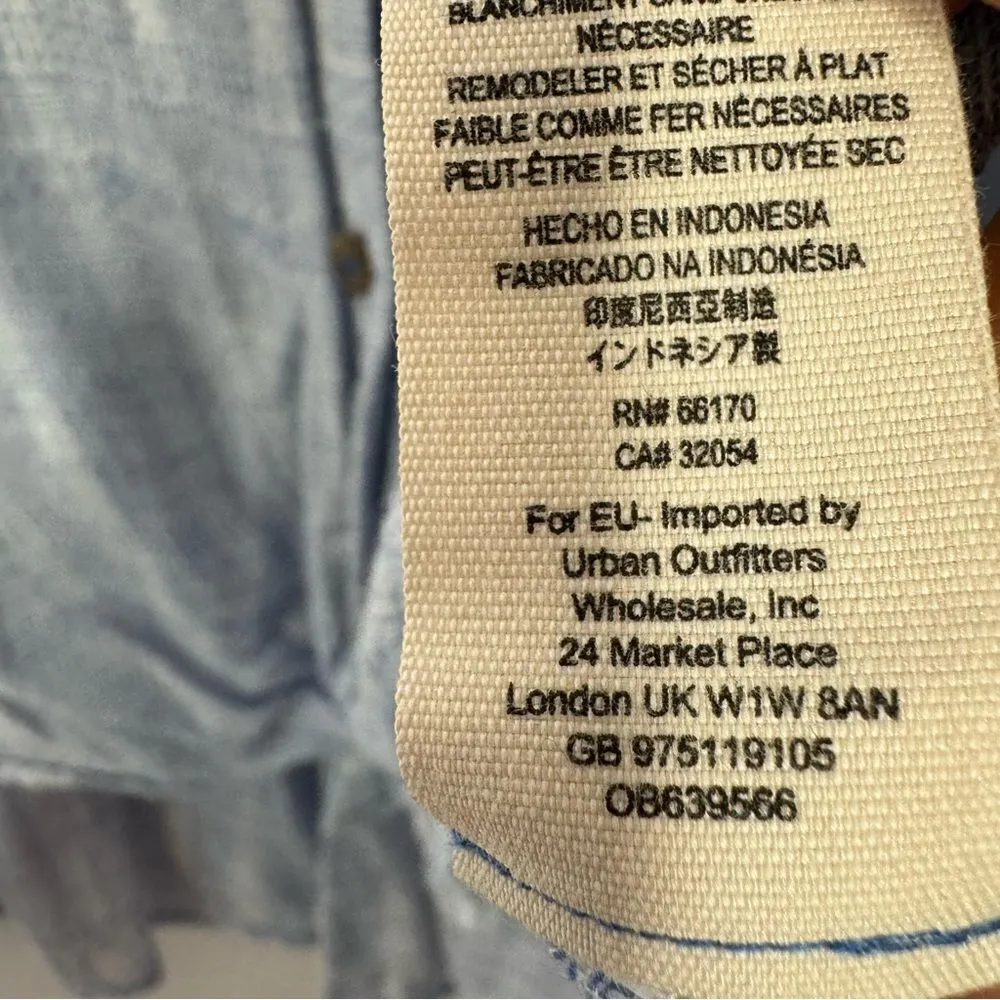 BLANCHIMENT SANS
NÉCESSAIRE
REMODELER ET SÉCHER À PLAT
FAIBLE COMME FER NÉCESSAIRES
PEUT-ÊTRE ÊTRE NETTOYÉE SEC
HECHO EN INDONESIA
FABRICADO NA INDONÉSIA
印度尼西亞制造
インドネシア製
RN# 66170
CA# 32054
For EU- Imported by
Urban Outfitters
Wholesale, Inc
24 Market Place
London UK W1W 8AN
GB 975119105
OB639566